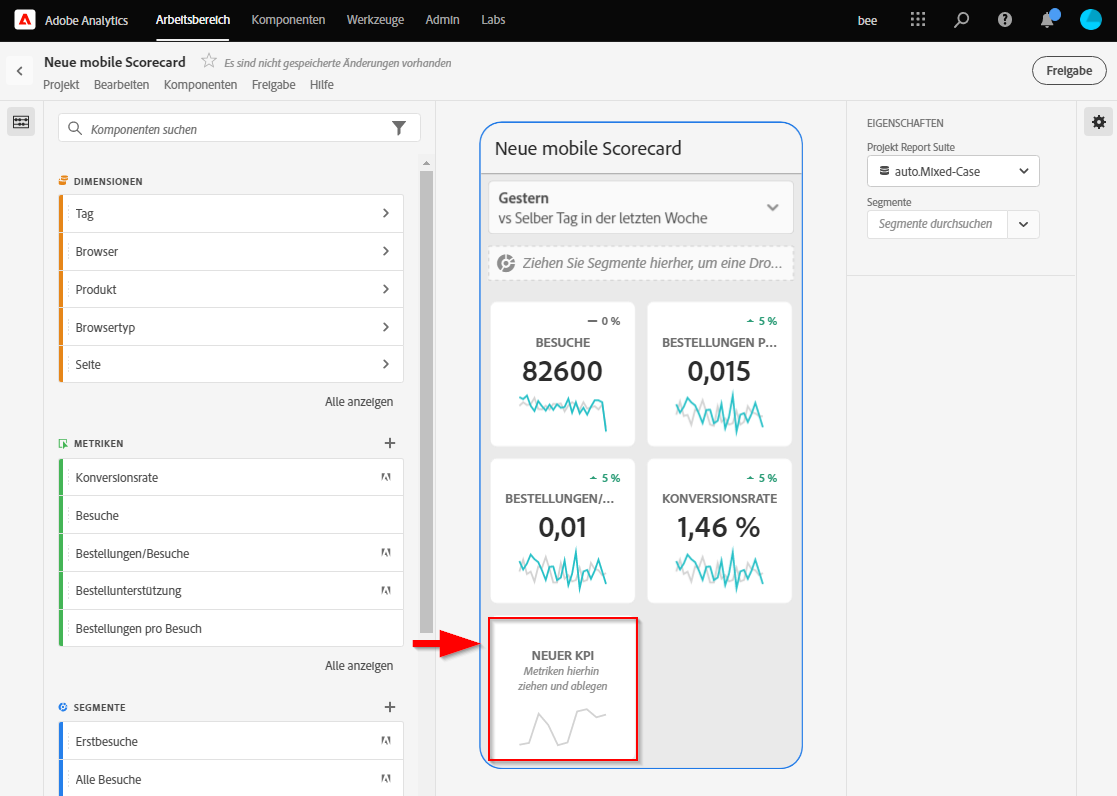 Adobe Analytics Arbeitsbereich Komponenten Werkzeuge Admin Labs bee
Neue mobile Scorecard Es sind nicht gespeicherte Änderungen vorhanden
Projekt Bearbeiten Komponenten Freigabe Hilfe
Freigabe
Komponenten suchen
DIMENSIONEN
Tag
Browser
Produkt
Browsertyp
Seite
Alle anzeigen
METRIKEN
Konversionsrate
Besuche
Bestellungen/Besuche
Bestellunterstützung
Bestellungen pro Besuch
Alle anzeigen
SEGMENTE
Erstbesuche
Alle Besuche
Neue mobile Scorecard
Gestern
vs Selber Tag in der letzten Woche
Ziehen Sie Segmente hierher, um eine Dro...
0 %
BESUCHE
82600
5 %
BESTELLUNGEN P...
0,015
5 %
BESTELLUNGEN/...
0,01
5 %
KONVERSIONSRATE
1,46 %
NEUER KPI
Metriken hierhin
ziehen und ablegen
EIGENSCHAFTEN
Projekt Report Suite
auto.Mixed-Case
Segmente
Segmente durchsuchen